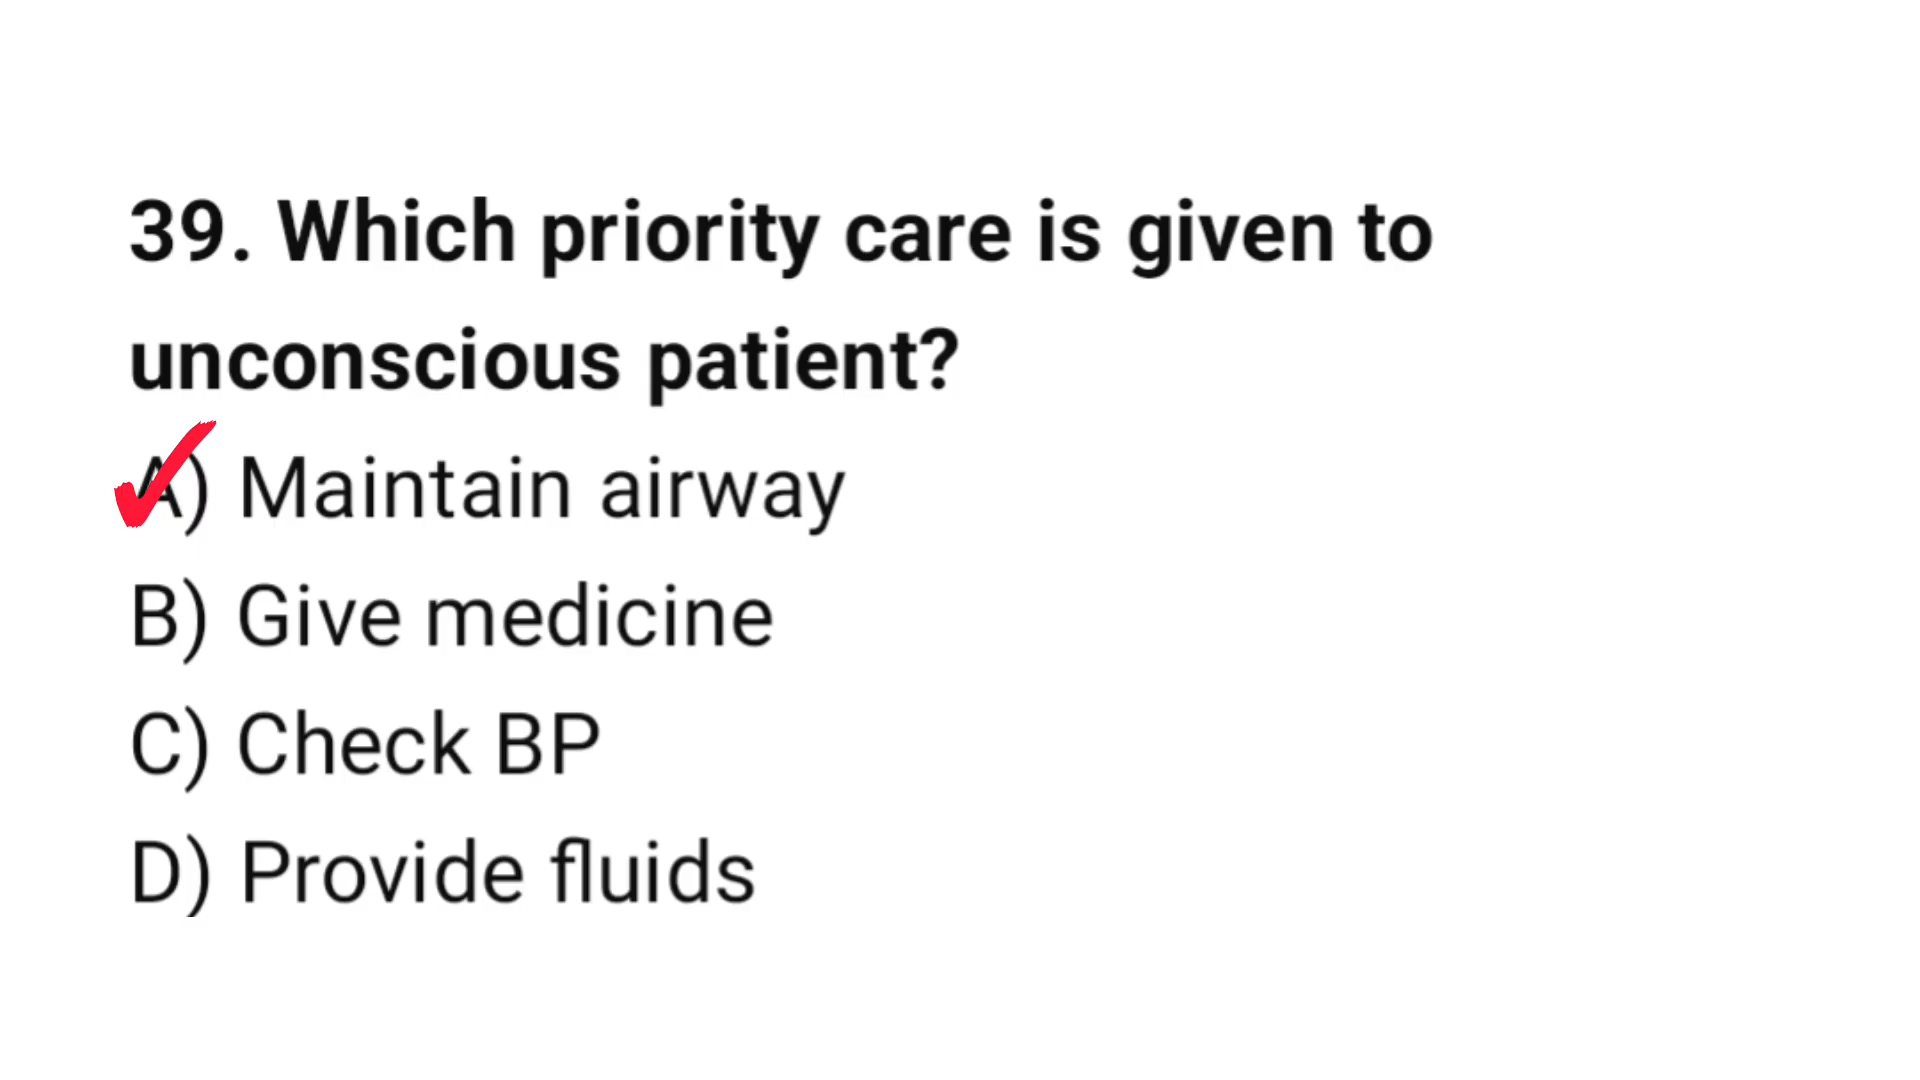 39. Which priority care is given to
unconscious patient?
A) Maintain airway
B) Give medicine
C) Check BP
D) Provide fluids